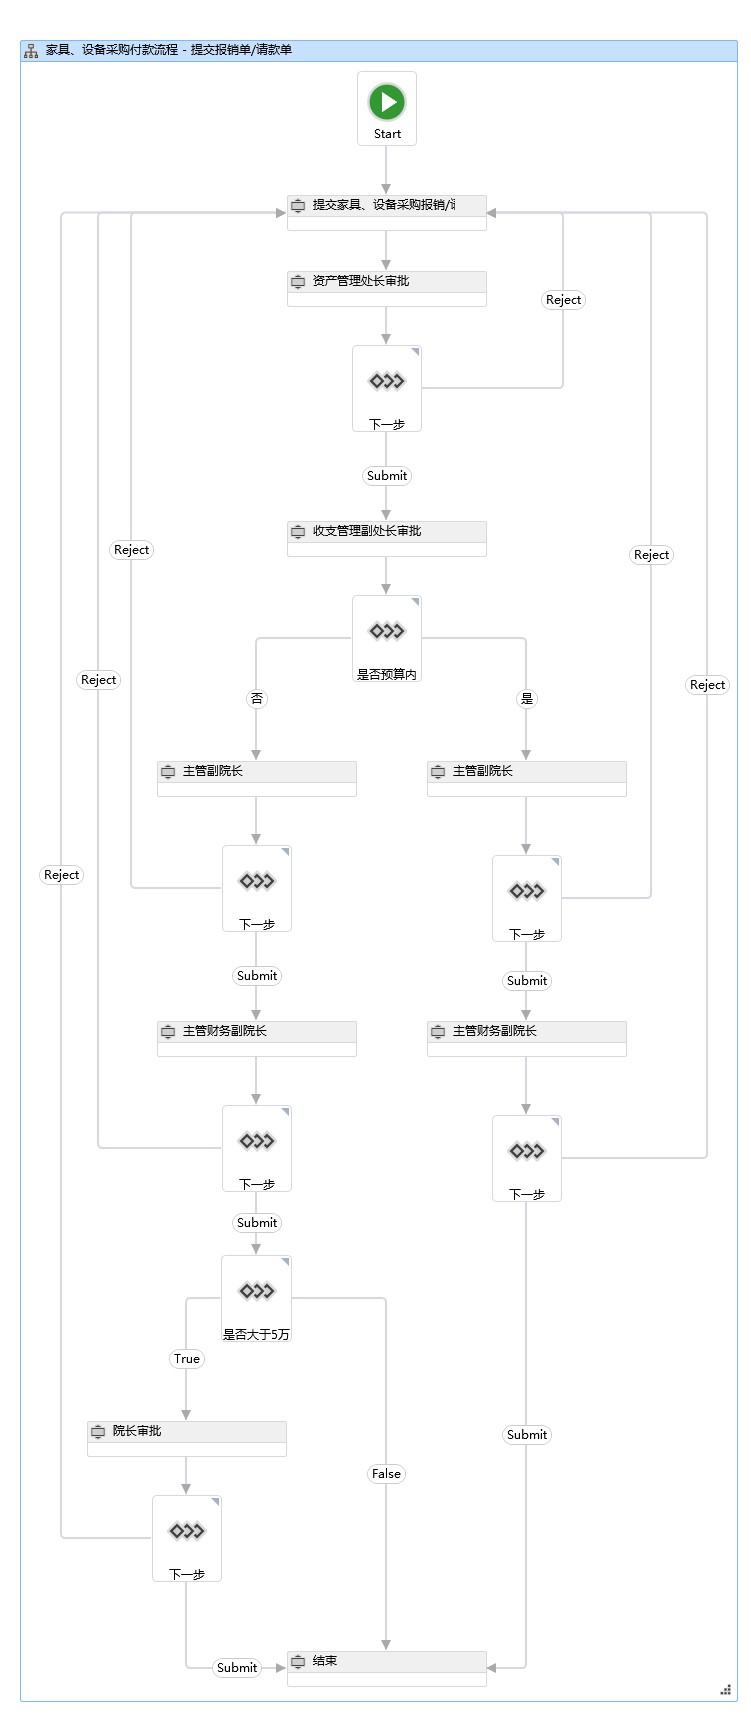 家具、设备采购付款流程 - 提交报销单/请款单
Start
提交家具、设备采购报销/
资产管理处长审批
Reject
下一步
Submit
收支管理副处长审批
Reject
Reject
是否预算内
Reject
Reject
否
是
主管副院长
主管副院长
Reject
下一步
下一步
Submit
Submit
主管财务副院长
主管财务副院长
下一步
下一步
Submit
是否大于5万
True
院长审批
Submit
False
下一步
结束
Submit